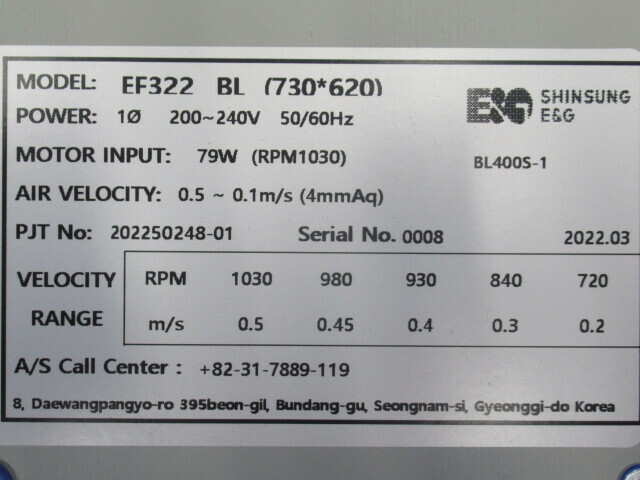 MODEL: EF322 BL (730*620)
E&G SHINSUNG E&G
POWER: 1Ø 200~240V 50/60Hz
MOTOR INPUT: 79W (RPM1030) BL400S-1
AIR VELOCITY: 0.5 ~ 0.1m/s (4mmAq)
PJT No: 202250248-01 Serial No. 0008 2022.03
VELOCITY RANGE
RPM 1030 980 930 840 720
m/s 0.5 0.45 0.4 0.3 0.2
A/S Call Center : +82-31-7889-119
8, Daewangpangyo-ro 395beon-gil, Bundang-gu, Seongnam-si, Gyeonggi-do Korea